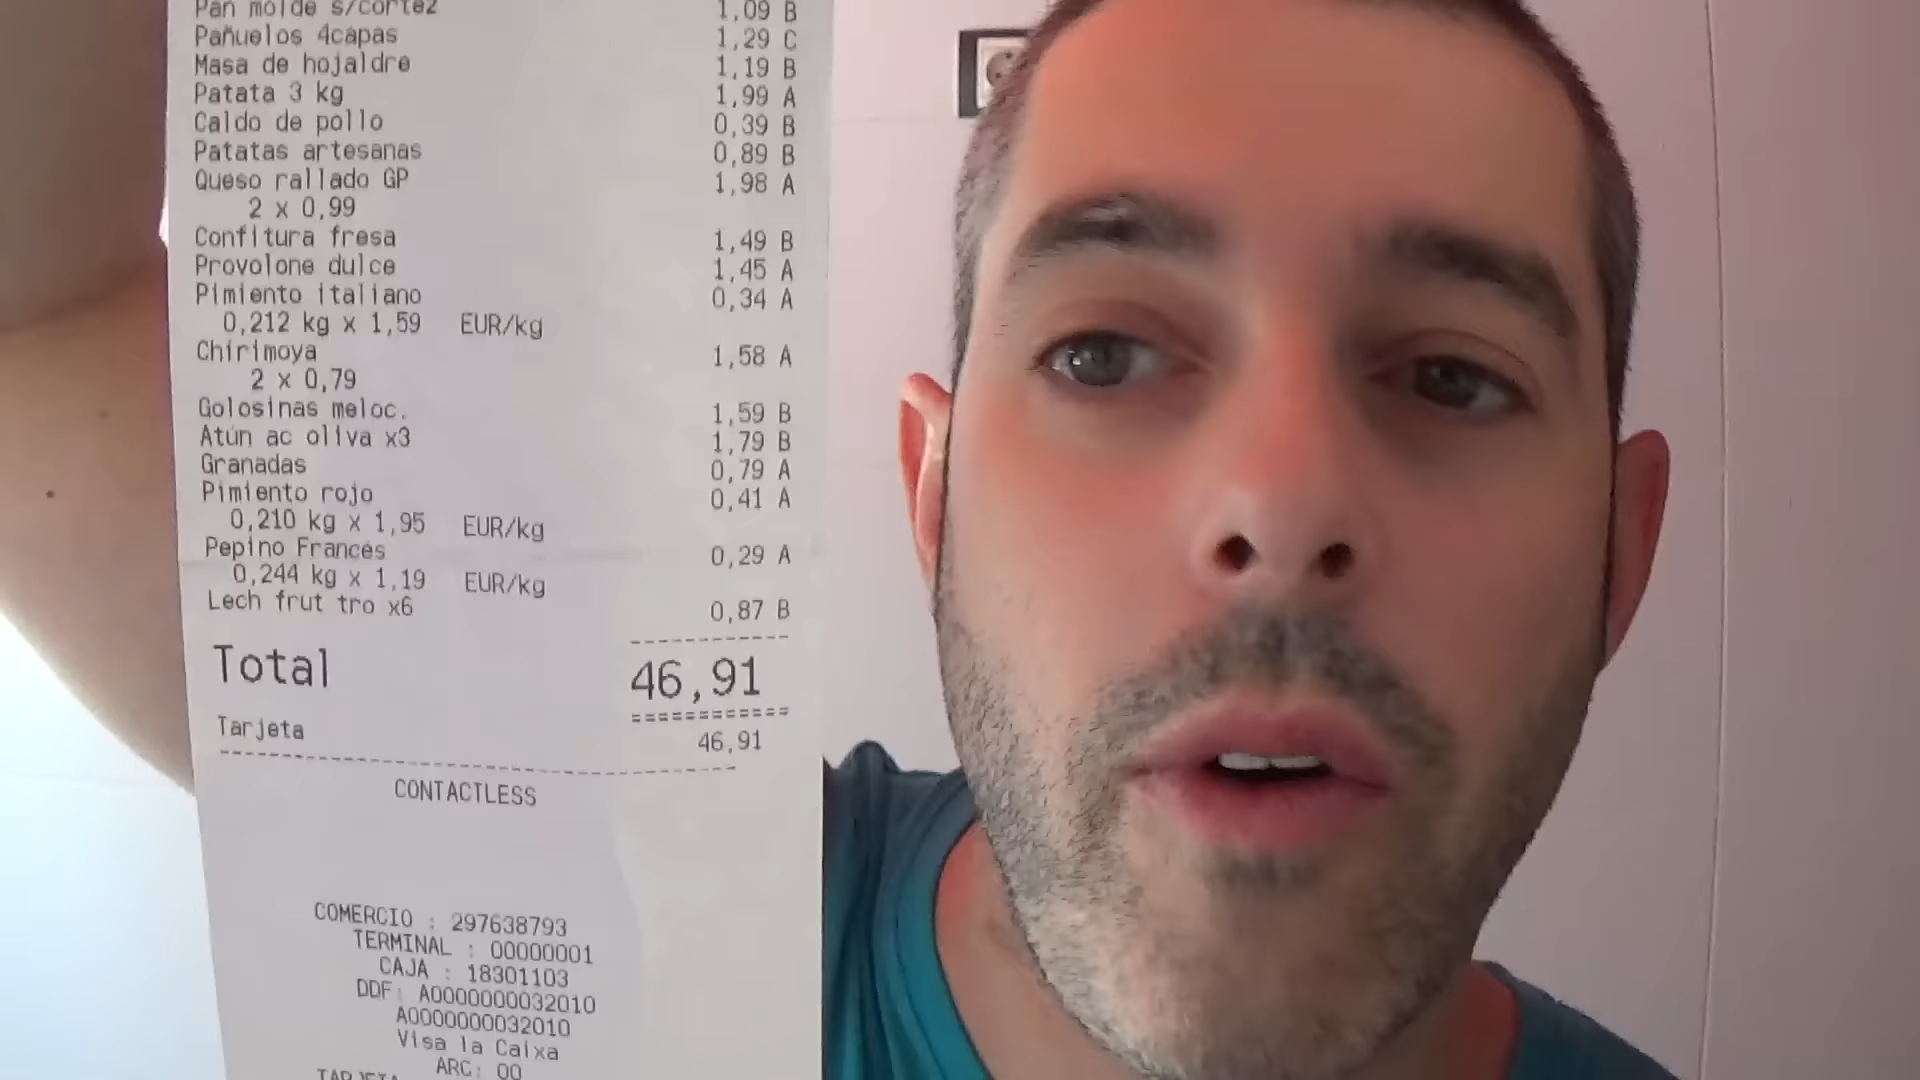 Pan molde s/cortez 1,09 B
Pañuelos 4capas 1,29 C
Masa de hojaldre 1,19 B
Patata 3 kg 1,99 A
Caldo de pollo 0,39 B
Patatas artesanas 0,89 B
Queso rallado GP 1,98 A
2 x 0,99
Confitura fresa 1,49 B
Provolone dulce 1,45 A
Pimiento italiano 0,34 A
0,212 kg x 1,59 EUR/kg
Chirimoya 1,58 A
2 x 0,79
Golosinas meloc. 1,59 B
Atún ac oliva x3 1,79 B
Granadas 0,79 A
Pimiento rojo 0,41 A
0,210 kg x 1,95 EUR/kg
Pepino Francés 0,29 A
0,244 kg x 1,19 EUR/kg
Lech frut tro x6 0,87 B
Total 46,91
Tarjeta 46,91
CONTACTLESS
COMERCIO : 297638793
TERMINAL : 00000001
CAJA : 18301103
DDF: A0000000032010
A0000000032010
Visa la Caixa
ARC: 00